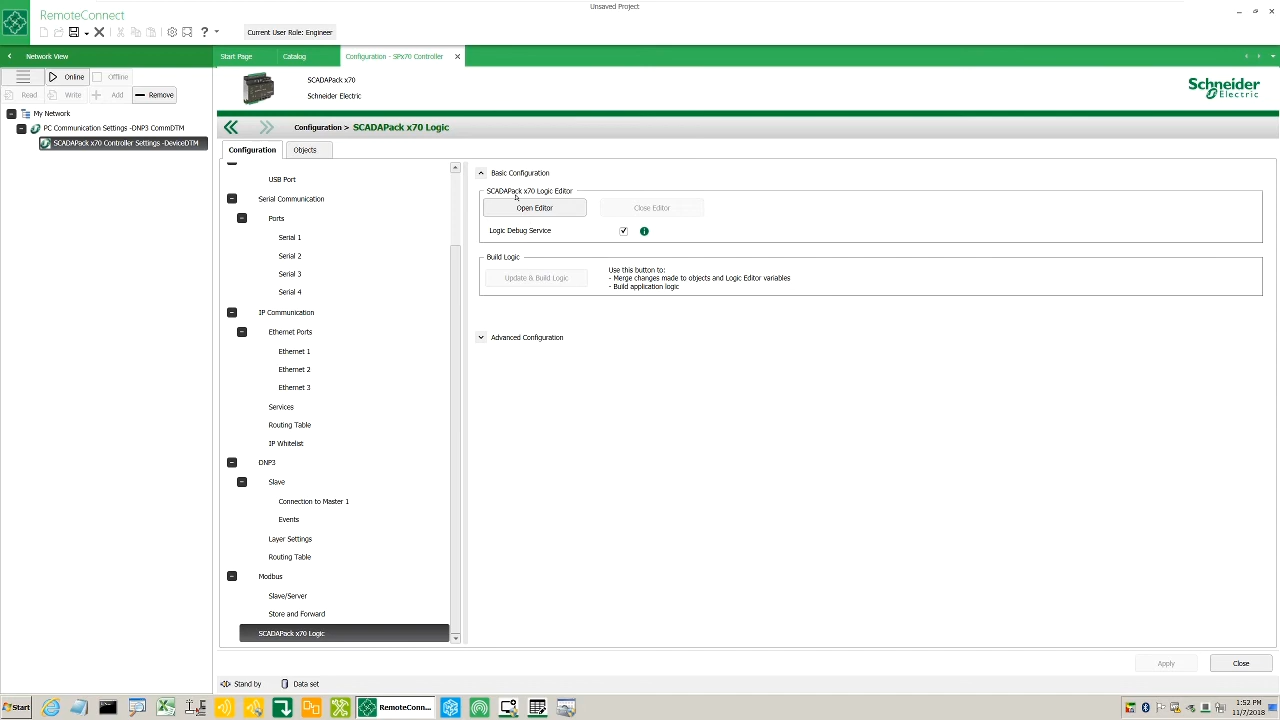 Unsaved Project
RemoteConnect
Current User Role: Engineer
Network View
Start Page
Catalog
Configuration - SPx70 Controller
Online
Offline
Read
Write
Add
Remove
My Network
PC Communication Settings -DNP3 CommDTM
SCADAPack x70 Controller Settings -DeviceDTM
SCADAPack x70
Schneider Electric
Schneider
Electric
Configuration > SCADAPack x70 Logic
Configuration
Objects
USB Port
Serial Communication
Ports
Serial 1
Serial 2
Serial 3
Serial 4
IP Communication
Ethernet Ports
Ethernet 1
Ethernet 2
Ethernet 3
Services
Routing Table
IP Whitelist
DNP3
Slave
Connection to Master 1
Events
Layer Settings
Routing Table
Modbus
Slave/Server
Store and Forward
SCADAPack x70 Logic
Basic Configuration
SCADAPack x70 Logic Editor
Open Editor
Close Editor
Logic Debug Service
Build Logic
Update & Build Logic
Use this button to:
- Merge changes made to objects and Logic Editor variables
- Build application logic
Advanced Configuration
Apply
Close
Stand by
Data set
Start
RemoteConn...
1:52 PM
11/7/2018